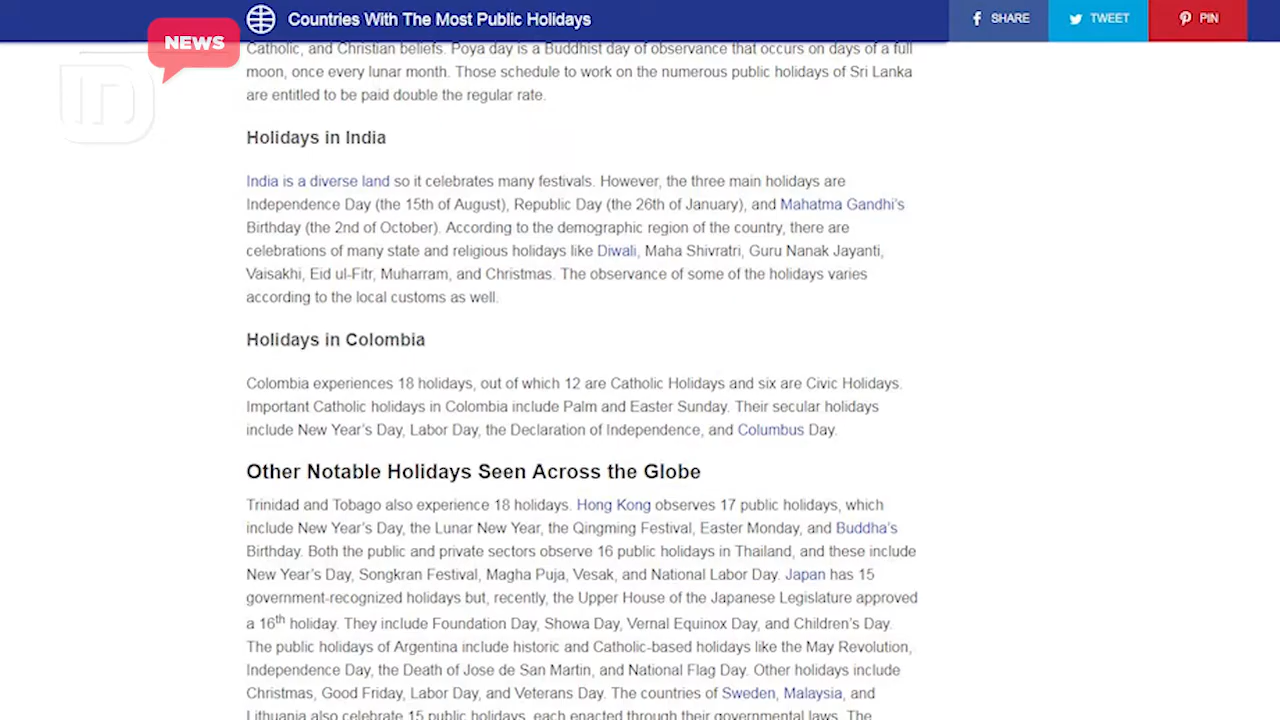 Countries With The Most Public Holidays
SHARE
TWEET
PIN
NEWS
ID
Catholic, and Christian beliefs. Poya day is a Buddhist day of observance that occurs on days of a full
moon, once every lunar month. Those schedule to work on the numerous public holidays of Sri Lanka
are entitled to be paid double the regular rate.
Holidays in India
India is a diverse land so it celebrates many festivals. However, the three main holidays are
Independence Day (the 15th of August), Republic Day (the 26th of January), and Mahatma Gandhi's
Birthday (the 2nd of October). According to the demographic region of the country, there are
celebrations of many state and religious holidays like Diwali, Maha Shivratri, Guru Nanak Jayanti,
Vaisakhi, Eid ul-Fitr, Muharram, and Christmas. The observance of some of the holidays varies
according to the local customs as well.
Holidays in Colombia
Colombia experiences 18 holidays, out of which 12 are Catholic Holidays and six are Civic Holidays.
Important Catholic holidays in Colombia include Palm and Easter Sunday. Their secular holidays
include New Year's Day, Labor Day, the Declaration of Independence, and Columbus Day.
Other Notable Holidays Seen Across the Globe
Trinidad and Tobago also experience 18 holidays. Hong Kong observes 17 public holidays, which
include New Year's Day, the Lunar New Year, the Qingming Festival, Easter Monday, and Buddha's
Birthday. Both the public and private sectors observe 16 public holidays in Thailand, and these include
New Year's Day, Songkran Festival, Magha Puja, Vesak, and National Labor Day. Japan has 15
government-recognized holidays but, recently, the Upper House of the Japanese Legislature approved
a 16th holiday. They include Foundation Day, Showa Day, Vernal Equinox Day, and Children's Day.
The public holidays of Argentina include historic and Catholic-based holidays like the May Revolution,
Independence Day, the Death of Jose de San Martin, and National Flag Day. Other holidays include
Christmas, Good Friday, Labor Day, and Veterans Day. The countries of Sweden, Malaysia, and
Lithuania also celebrate 15 public holidays, each enacted through their governmental laws. The